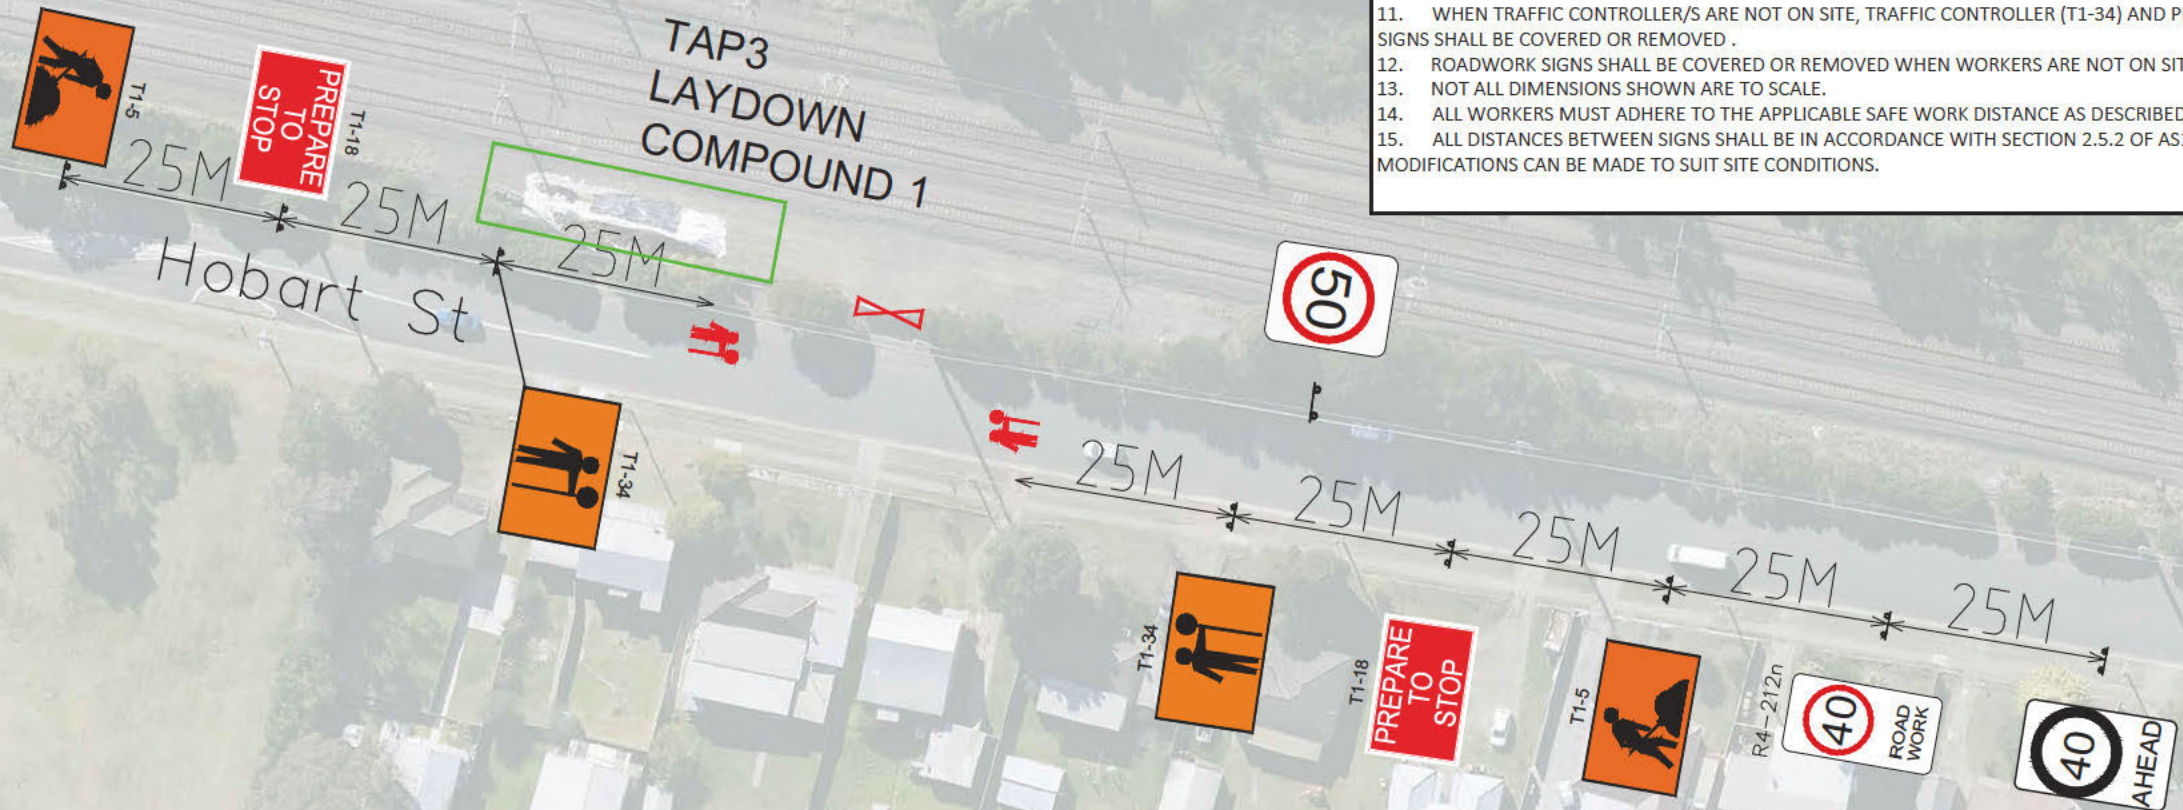 11. WHEN TRAFFIC CONTROLLER/S ARE NOT ON SITE, TRAFFIC CONTROLLER (T1-34) AND
SIGNS SHALL BE COVERED OR REMOVED .
12. ROADWORK SIGNS SHALL BE COVERED OR REMOVED WHEN WORKERS ARE NOT ON
13. NOT ALL DIMENSIONS SHOWN ARE TO SCALE.
14. ALL WORKERS MUST ADHERE TO THE APPLICABLE SAFE WORK DISTANCE AS DESCRIBED
15. ALL DISTANCES BETWEEN SIGNS SHALL BE IN ACCORDANCE WITH SECTION 2.5.2 OF
MODIFICATIONS CAN BE MADE TO SUIT SITE CONDITIONS.
TAP3
LAYDOWN
COMPOUND 1
T1-5
PREPARE
TO
STOP
T1-18
25M
25M
25M
Hobart St
T1-34
50
25M
25M
25M
25M
25M
T1-34
T1-18
PREPARE
TO
STOP
T1-5
R4-212n
40
ROAD
WORK
40
AHEAD